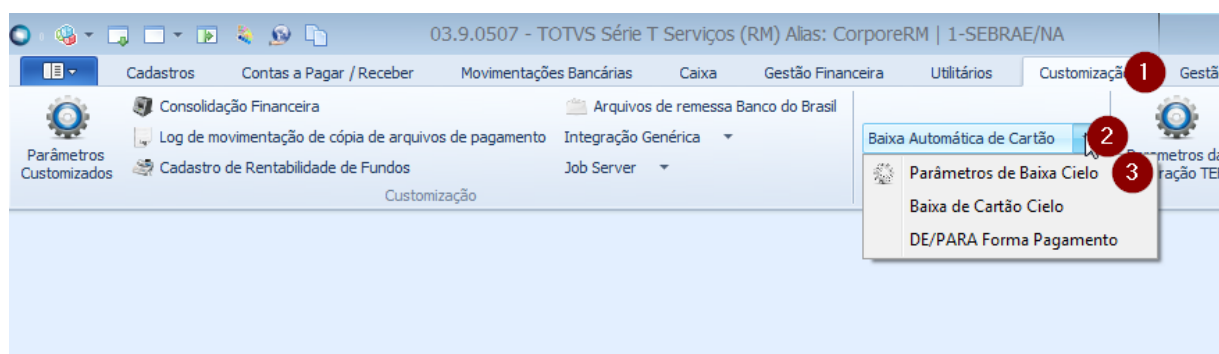 03.9.0507 - TOTVS Série T Serviços (RM) Alias: CorporeRM | 1-SEBRAE/NA
Cadastros Contas a Pagar / Receber Movimentações Bancárias Caixa Gestão Financeira Utilitários Customização 1
Consolidação Financeira Arquivos de remessa Banco do Brasil
Log de movimentação de cópia de arquivos de pagamento Integração Genérica Baixa Automática de Cartão 2
Parâmetros Customizados
Cadastro de Rentabilidade de Fundos Job Server
Customização
Parâmetros de Baixa Cielo 3
Baixa de Cartão Cielo
DE/PARA Forma Pagamento